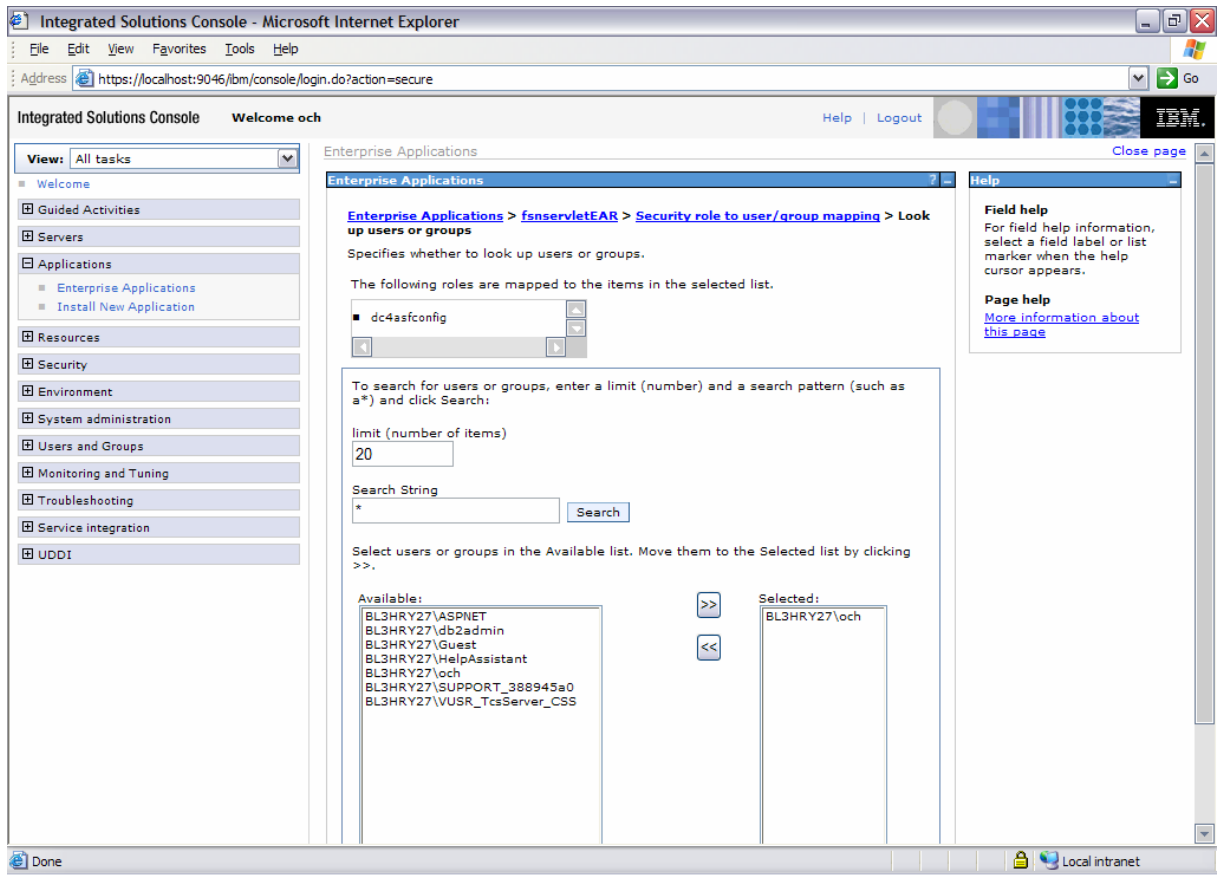 Integrated Solutions Console - Microsoft Internet Explorer
File Edit View Favorites Tools Help
Address https://localhost:9046/ibm/console/login.do?action=secure Go
Integrated Solutions Console Welcome och Help | Logout IBM.
View: All tasks
Welcome
Guided Activities
Servers
Applications
Enterprise Applications
Install New Application
Resources
Security
Environment
System administration
Users and Groups
Monitoring and Tuning
Troubleshooting
Service integration
UDDI
Enterprise Applications Close page
Enterprise Applications ? -
Enterprise Applications > fsnservletEAR > Security role to user/group mapping > Look
up users or groups
Specifies whether to look up users or groups.
The following roles are mapped to the items in the selected list.
dc4asfconfig
To search for users or groups, enter a limit (number) and a search pattern (such as
a*) and click Search:
limit (number of items)
20
Search String
* Search
Select users or groups in the Available list. Move them to the Selected list by clicking
>>.
Available:
BL3HRY27\ASPNET
BL3HRY27\db2admin
BL3HRY27\Guest
BL3HRY27\HelpAssistant
BL3HRY27\och
BL3HRY27\SUPPORT_388945a0
BL3HRY27\VUSR_TcsServer_CSS
>>
<<
Selected:
BL3HRY27\och
Help -
Field help
For field help information,
select a field label or list
marker when the help
cursor appears.
Page help
More information about
this page
Done Local intranet